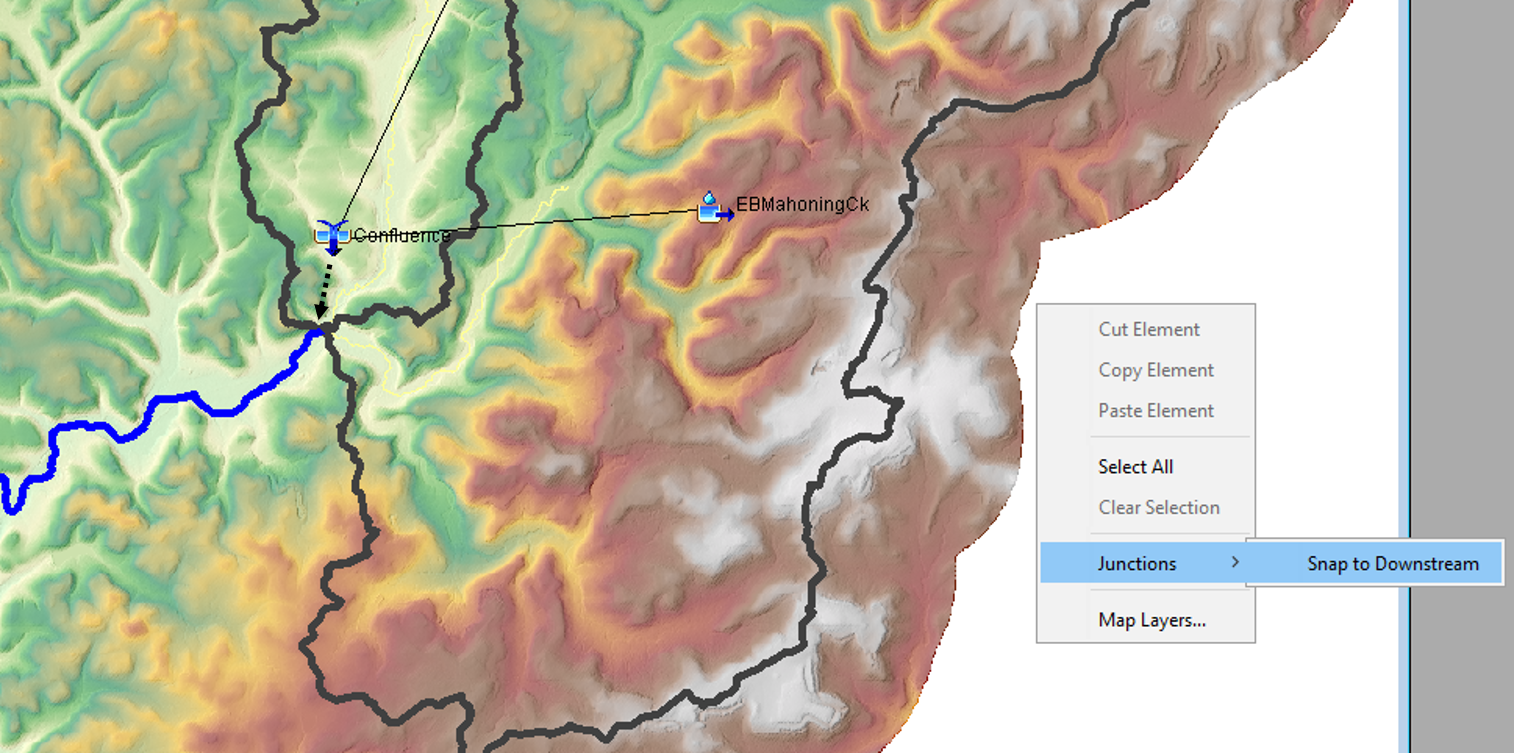 EBMahoningCk
Confluence
Cut Element
Copy Element
Paste Element
Select All
Clear Selection
Junctions
Snap to Downstream
Map Layers...